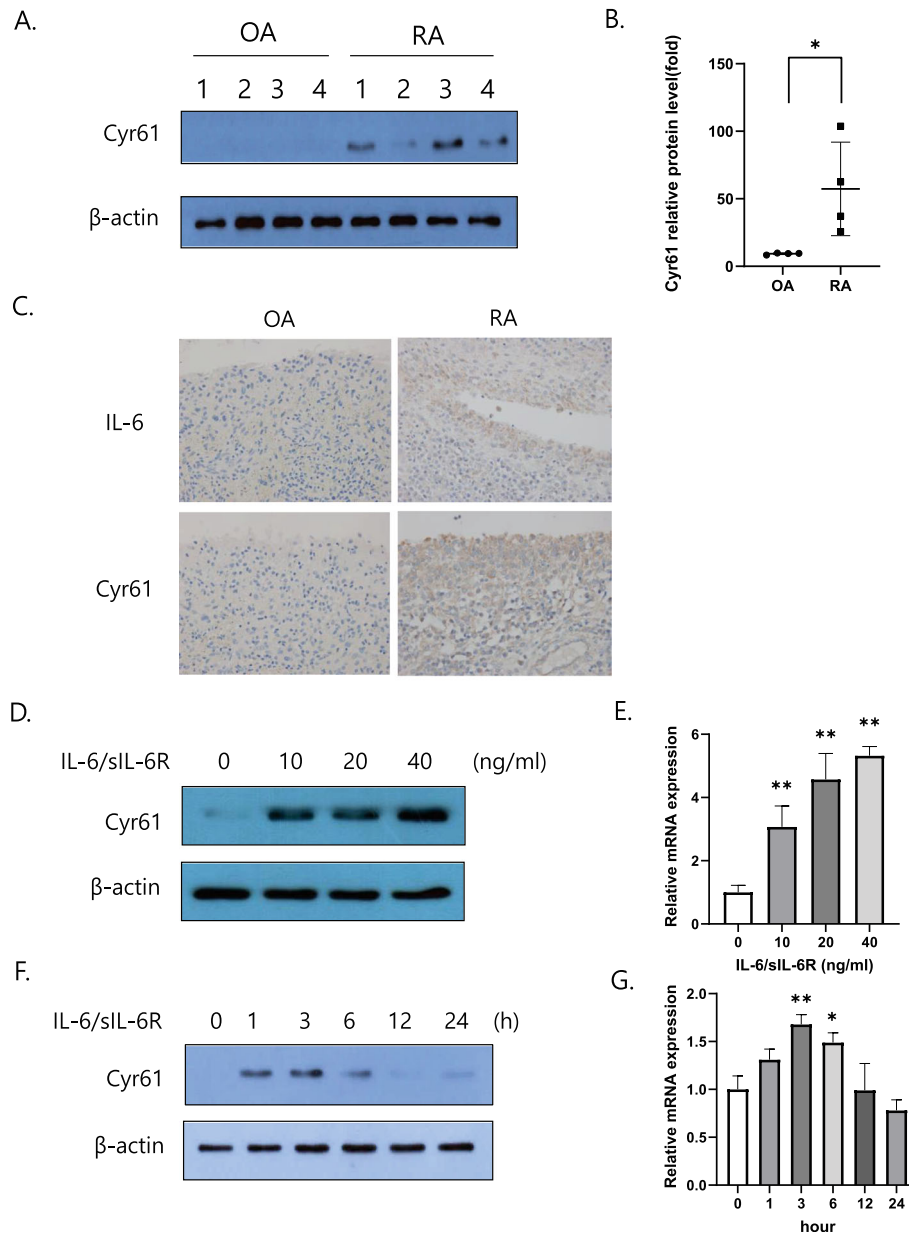 A.
OA RA
1 2 3 4 1 2 3 4
Cyr61
β-actin
B.
Cyr61 relative protein level(fold)
150
100
50
0
*
OA RA
C.
OA RA
IL-6
Cyr61
D.
IL-6/sIL-6R 0 10 20 40 (ng/ml)
Cyr61
β-actin
E.
Relative mRNA expression
6
4
2
0
** ** **
0 10 20 40
IL-6/sIL-6R (ng/ml)
F.
IL-6/sIL-6R 0 1 3 6 12 24 (h)
Cyr61
β-actin
G.
Relative mRNA expression
2.0
1.5
1.0
0.5
0.0
** *
0 1 3 6 12 24
hour